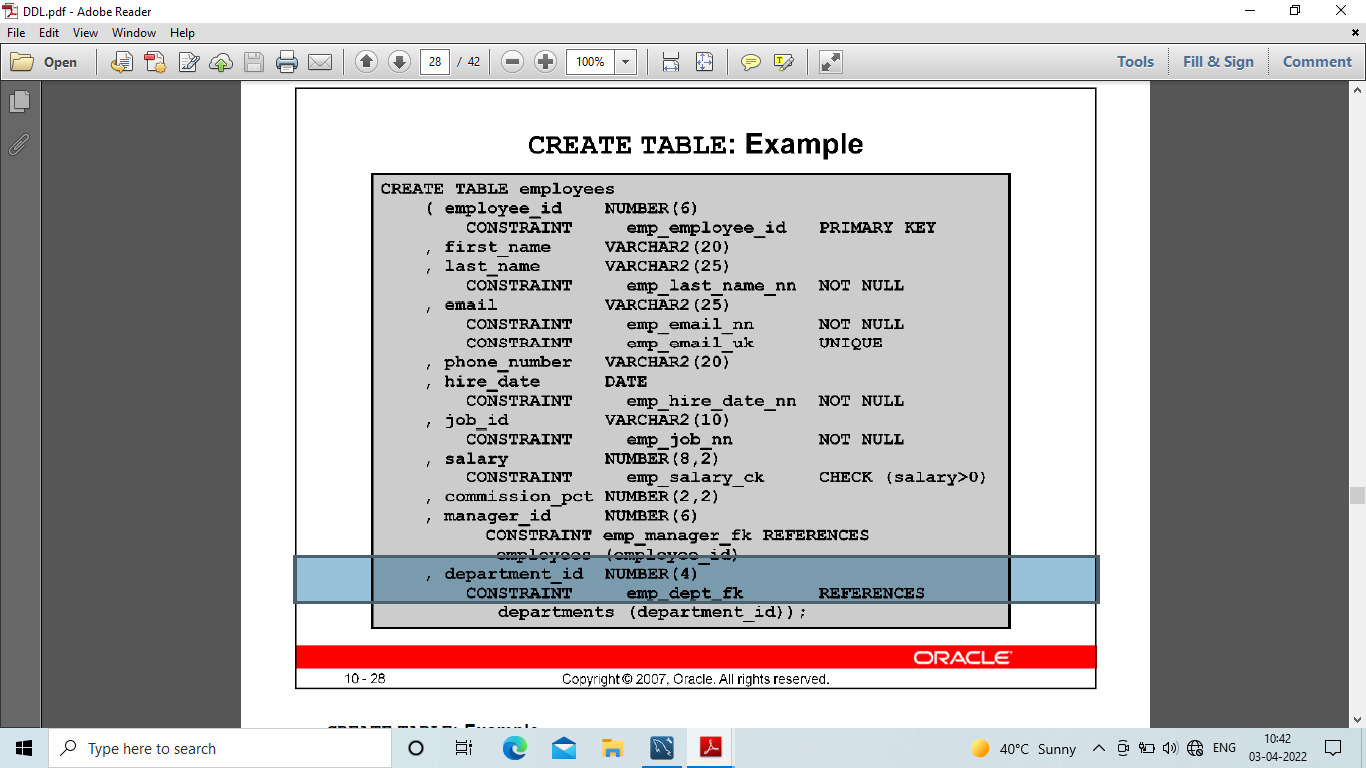 DDL.pdf - Adobe Reader
File Edit View Window Help
Open 28 / 42 100% Tools Fill & Sign Comment
CREATE TABLE: Example
CREATE TABLE employees
( employee_id NUMBER(6)
CONSTRAINT emp_employee_id PRIMARY KEY
, first_name VARCHAR2(20)
, last_name VARCHAR2(25)
CONSTRAINT emp_last_name_nn NOT NULL
, email VARCHAR2(25)
CONSTRAINT emp_email_nn NOT NULL
CONSTRAINT emp_email_uk UNIQUE
, phone_number VARCHAR2(20)
, hire_date DATE
CONSTRAINT emp_hire_date_nn NOT NULL
, job_id VARCHAR2(10)
CONSTRAINT emp_job_nn NOT NULL
, salary NUMBER(8,2)
CONSTRAINT emp_salary_ck CHECK (salary>0)
, commission_pct NUMBER(2,2)
, manager_id NUMBER(6)
CONSTRAINT emp_manager_fk REFERENCES
employees (employee_id)
, department_id NUMBER(4)
CONSTRAINT emp_dept_fk REFERENCES
departments (department_id));
ORACLE
10 - 28 Copyright © 2007, Oracle. All rights reserved.
CREATE TABLE: Example
Type here to search 40°C Sunny ENG 10:42
03-04-2022